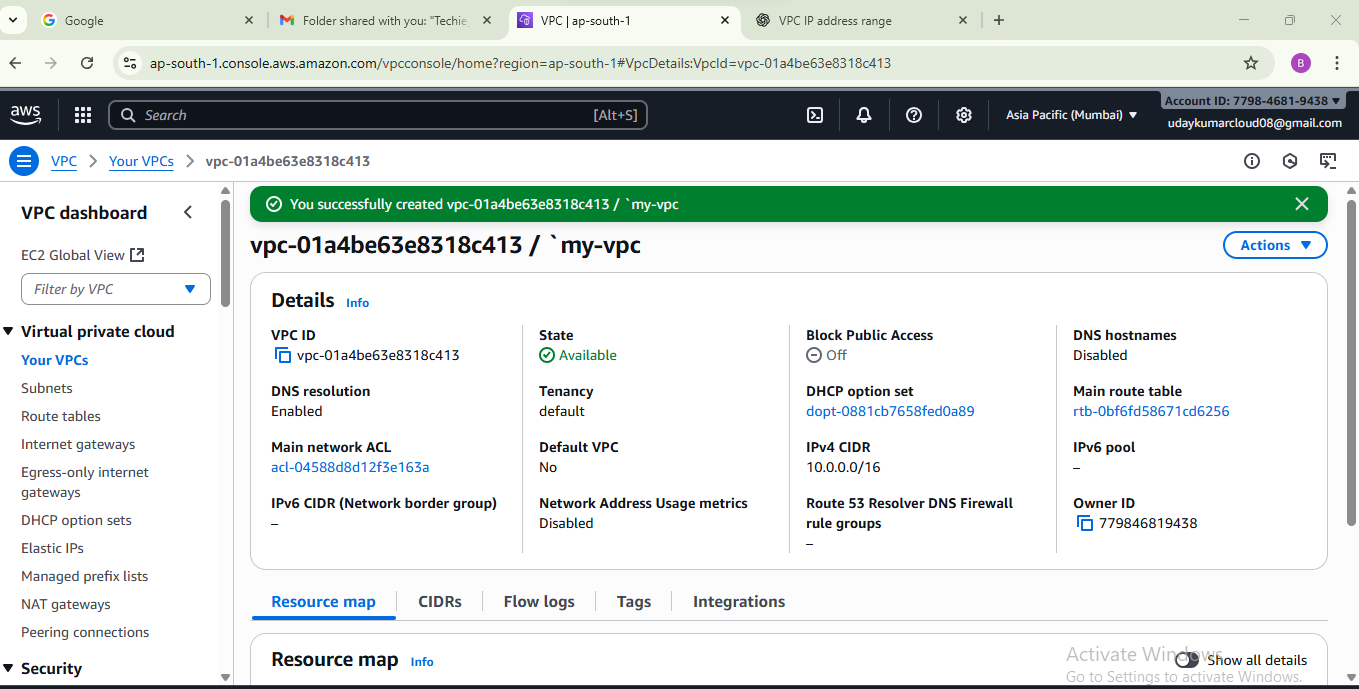 Google
Folder shared with you: "Techie_
VPC | ap-south-1
VPC IP address range
ap-south-1.console.aws.amazon.com/vpcconsole/home?region=ap-south-1#VpcDetails:VpcId=vpc-01a4be63e8318c413
B
aws
Search
[Alt+S]
Asia Pacific (Mumbai)
Account ID: 7798-4681-9438
udaykumarcloud08@gmail.com
VPC
Your VPCs
vpc-01a4be63e8318c413
VPC dashboard
EC2 Global View
Filter by VPC
Virtual private cloud
Your VPCs
Subnets
Route tables
Internet gateways
Egress-only internet
gateways
DHCP option sets
Elastic IPs
Managed prefix lists
NAT gateways
Peering connections
Security
You successfully created vpc-01a4be63e8318c413 / `my-vpc
vpc-01a4be63e8318c413 / `my-vpc
Actions
Details Info
VPC ID
vpc-01a4be63e8318c413
State
Available
Block Public Access
Off
DNS hostnames
Disabled
DNS resolution
Enabled
Tenancy
default
DHCP option set
dopt-0881cb7658fed0a89
Main route table
rtb-0bf6fd58671cd6256
Main network ACL
acl-04588d8d12f3e163a
Default VPC
No
IPv4 CIDR
10.0.0.0/16
IPv6 pool
–
IPv6 CIDR (Network border group)
–
Network Address Usage metrics
Disabled
Route 53 Resolver DNS Firewall
rule groups
–
Owner ID
779846819438
Resource map
CIDRs
Flow logs
Tags
Integrations
Resource map Info
Show all details
Activate Windows
Go to Settings to activate Windows.